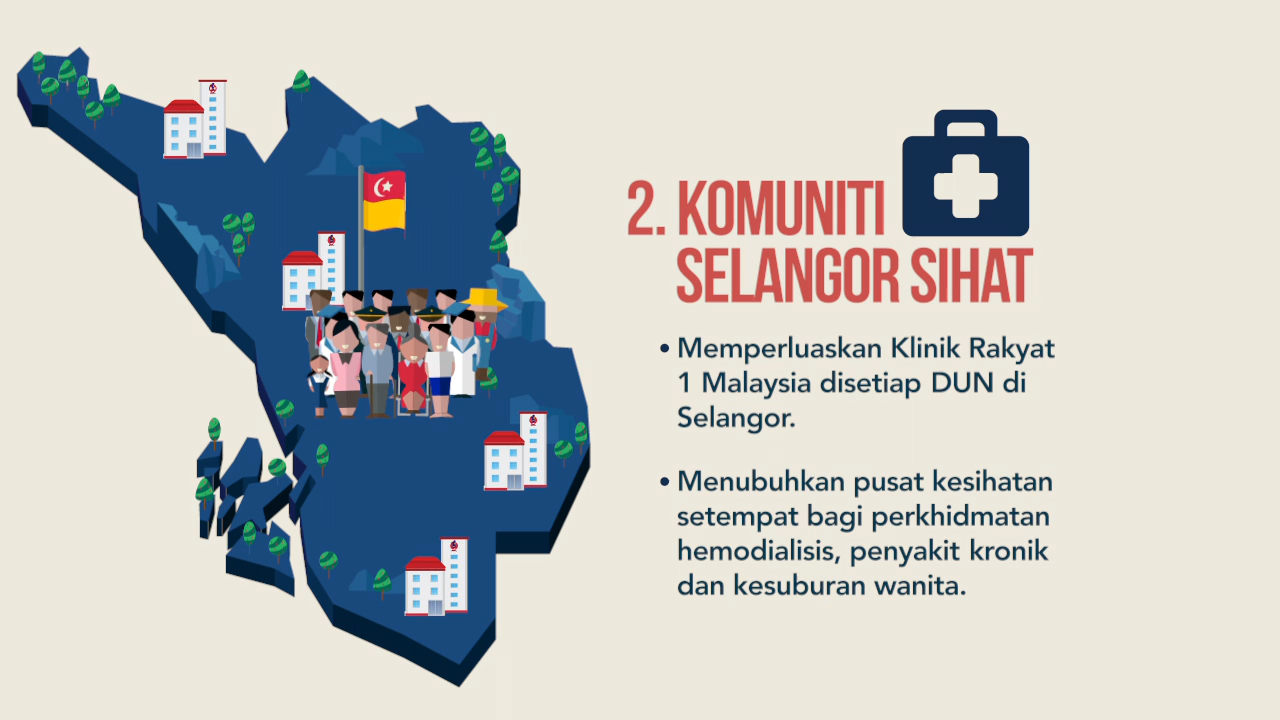 2. KOMUNITI
SELANGOR SIHAT
• Memperluaskan Klinik Rakyat
1 Malaysia disetiap DUN di
Selangor.
• Menubuhkan pusat kesihatan
setempat bagi perkhidmatan
hemodialisis, penyakit kronik
dan kesuburan wanita.